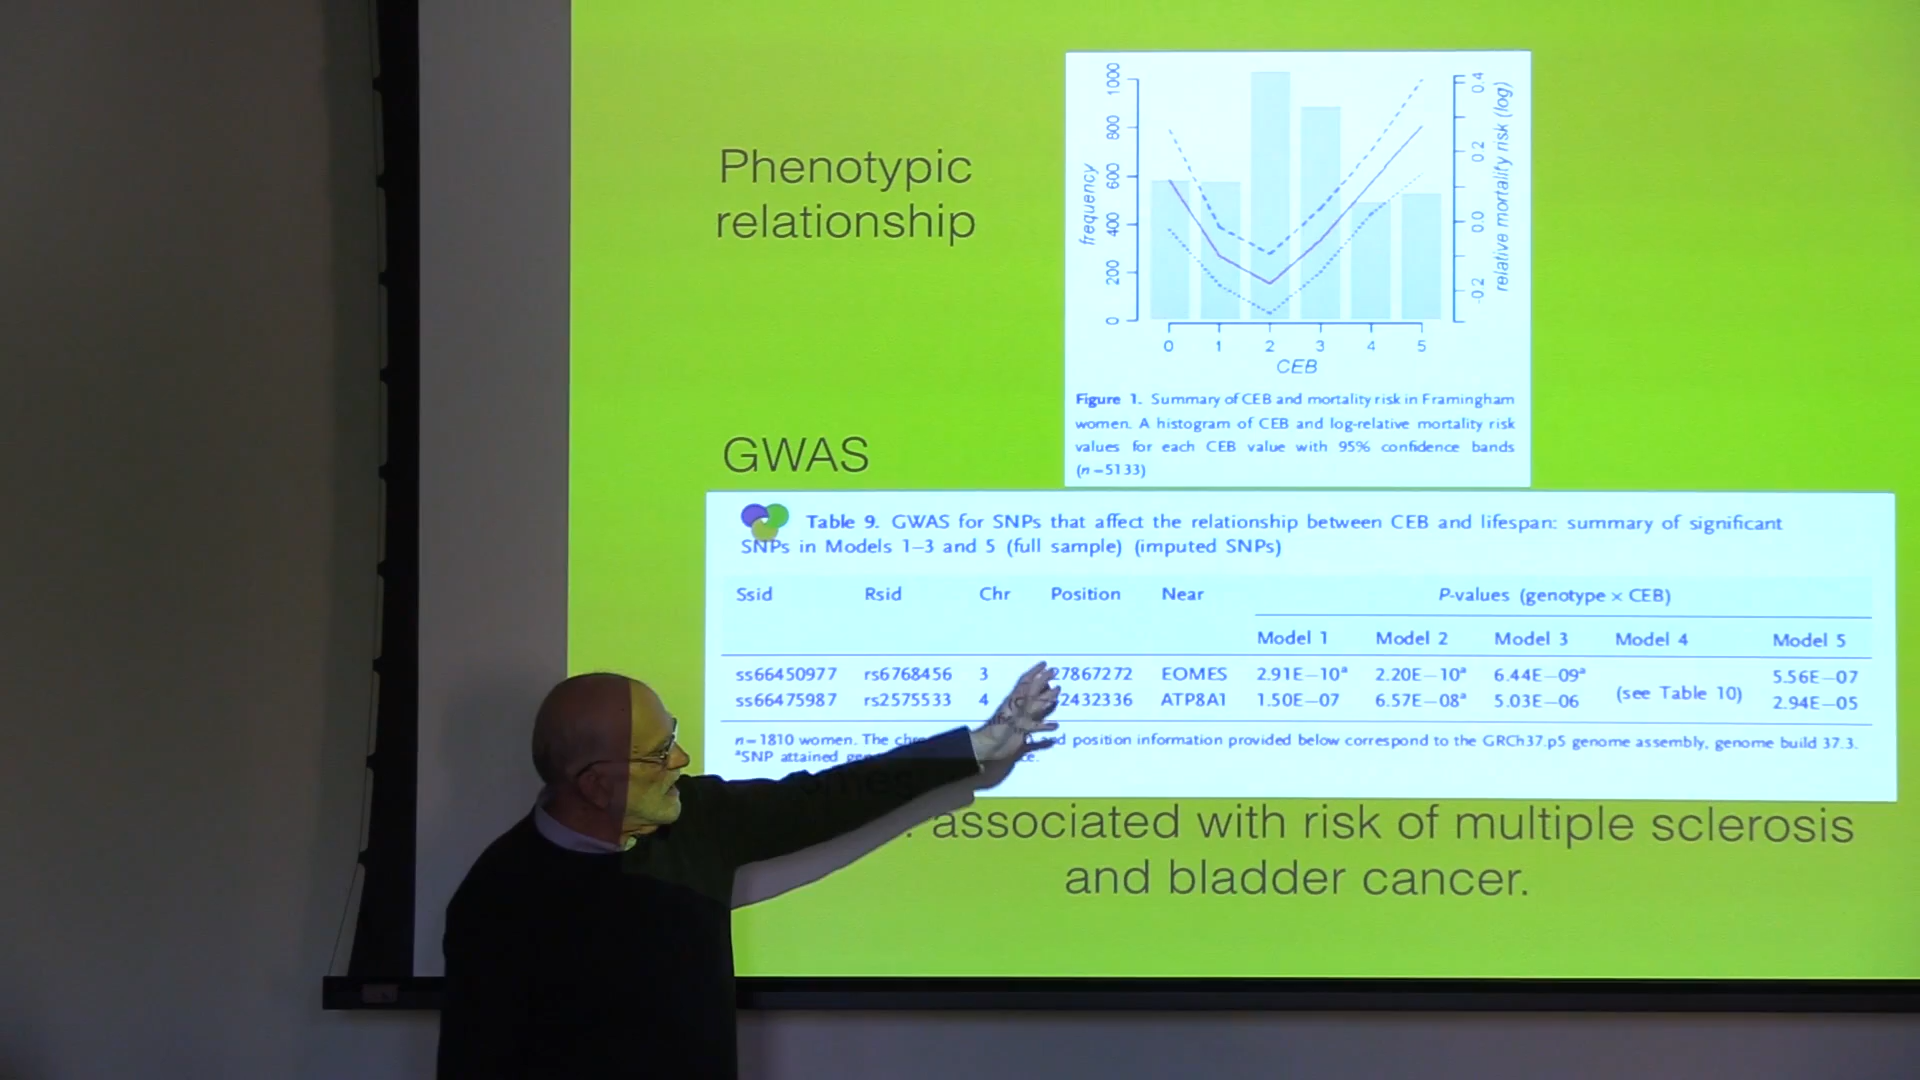 Phenotypic
relationship
1000
800
600
400
200
0
frequency
0.4
0.2
0.0
-0.2
relative mortality risk (log)
0 1 2 3 4 5
CEB
Figure 1. Summary of CEB and mortality risk in Framingham
women. A histogram of CEB and log-relative mortality risk
values for each CEB value with 95% confidence bands
(n=5133)
GWAS
Table 9. GWAS for SNPs that affect the relationship between CEB and lifespan: summary of significant
SNPs in Models 1–3 and 5 (full sample) (imputed SNPs)
Ssid Rsid Chr Position Near P-values (genotype × CEB)
Model 1 Model 2 Model 3 Model 4 Model 5
ss66450977 rs6768456 3 27867272 EOMES 2.91E–10a 2.20E–10a 6.44E–09a 5.56E–07
(see Table 10)
ss66475987 rs2575533 4 2432336 ATP8A1 1.50E–07 6.57E–08a 5.03E–06 2.94E–05
n=1810 women. The and position information provided below correspond to the GRCh37.p5 genome assembly, genome build 37.3.
aSNP attained
associated with risk of multiple sclerosis
and bladder cancer.